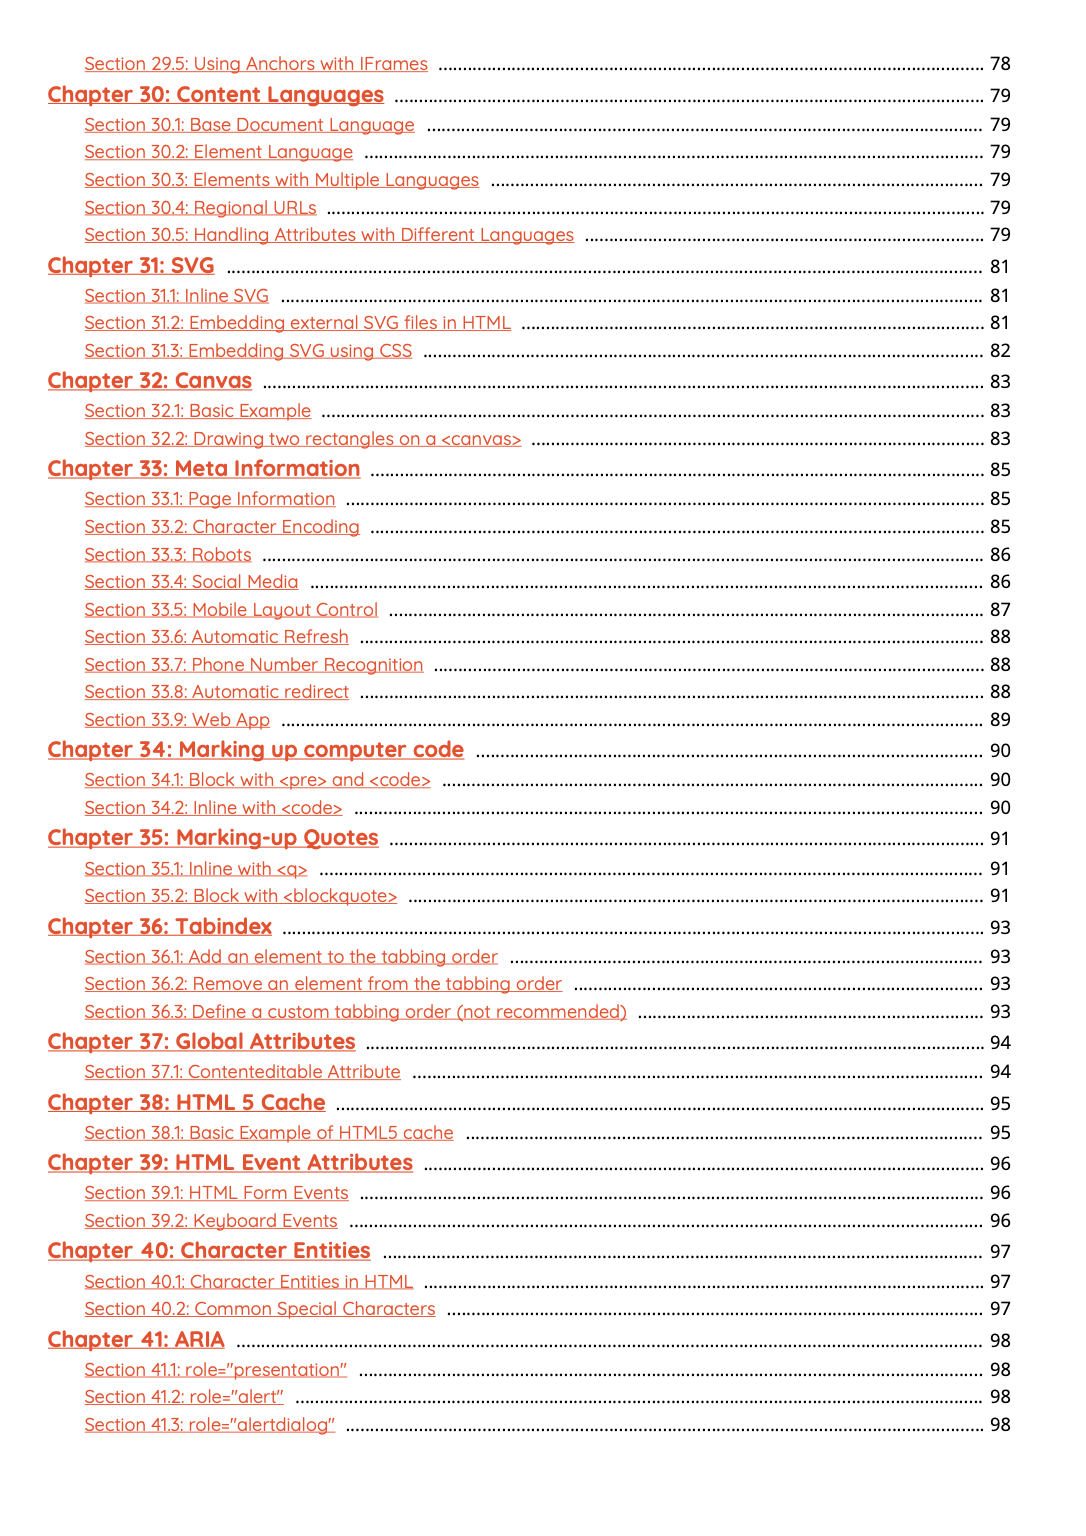 Section 29.5: Using Anchors with IFrames ........ 78
Chapter 30: Content Languages ........ 79
Section 30.1: Base Document Language ........ 79
Section 30.2: Element Language ........ 79
Section 30.3: Elements with Multiple Languages ........ 79
Section 30.4: Regional URLs ........ 79
Section 30.5: Handling Attributes with Different Languages ........ 79
Chapter 31: SVG ........ 81
Section 31.1: Inline SVG ........ 81
Section 31.2: Embedding external SVG files in HTML ........ 81
Section 31.3: Embedding SVG using CSS ........ 82
Chapter 32: Canvas ........ 83
Section 32.1: Basic Example ........ 83
Section 32.2: Drawing two rectangles on a <canvas> ........ 83
Chapter 33: Meta Information ........ 85
Section 33.1: Page Information ........ 85
Section 33.2: Character Encoding ........ 85
Section 33.3: Robots ........ 86
Section 33.4: Social Media ........ 86
Section 33.5: Mobile Layout Control ........ 87
Section 33.6: Automatic Refresh ........ 88
Section 33.7: Phone Number Recognition ........ 88
Section 33.8: Automatic redirect ........ 88
Section 33.9: Web App ........ 89
Chapter 34: Marking up computer code ........ 90
Section 34.1: Block with <pre> and <code> ........ 90
Section 34.2: Inline with <code> ........ 90
Chapter 35: Marking-up Quotes ........ 91
Section 35.1: Inline with <q> ........ 91
Section 35.2: Block with <blockquote> ........ 91
Chapter 36: Tabindex ........ 93
Section 36.1: Add an element to the tabbing order ........ 93
Section 36.2: Remove an element from the tabbing order ........ 93
Section 36.3: Define a custom tabbing order (not recommended) ........ 93
Chapter 37: Global Attributes ........ 94
Section 37.1: Contenteditable Attribute ........ 94
Chapter 38: HTML 5 Cache ........ 95
Section 38.1: Basic Example of HTML5 cache ........ 95
Chapter 39: HTML Event Attributes ........ 96
Section 39.1: HTML Form Events ........ 96
Section 39.2: Keyboard Events ........ 96
Chapter 40: Character Entities ........ 97
Section 40.1: Character Entities in HTML ........ 97
Section 40.2: Common Special Characters ........ 97
Chapter 41: ARIA ........ 98
Section 41.1: role="presentation" ........ 98
Section 41.2: role="alert" ........ 98
Section 41.3: role="alertdialog" ........ 98